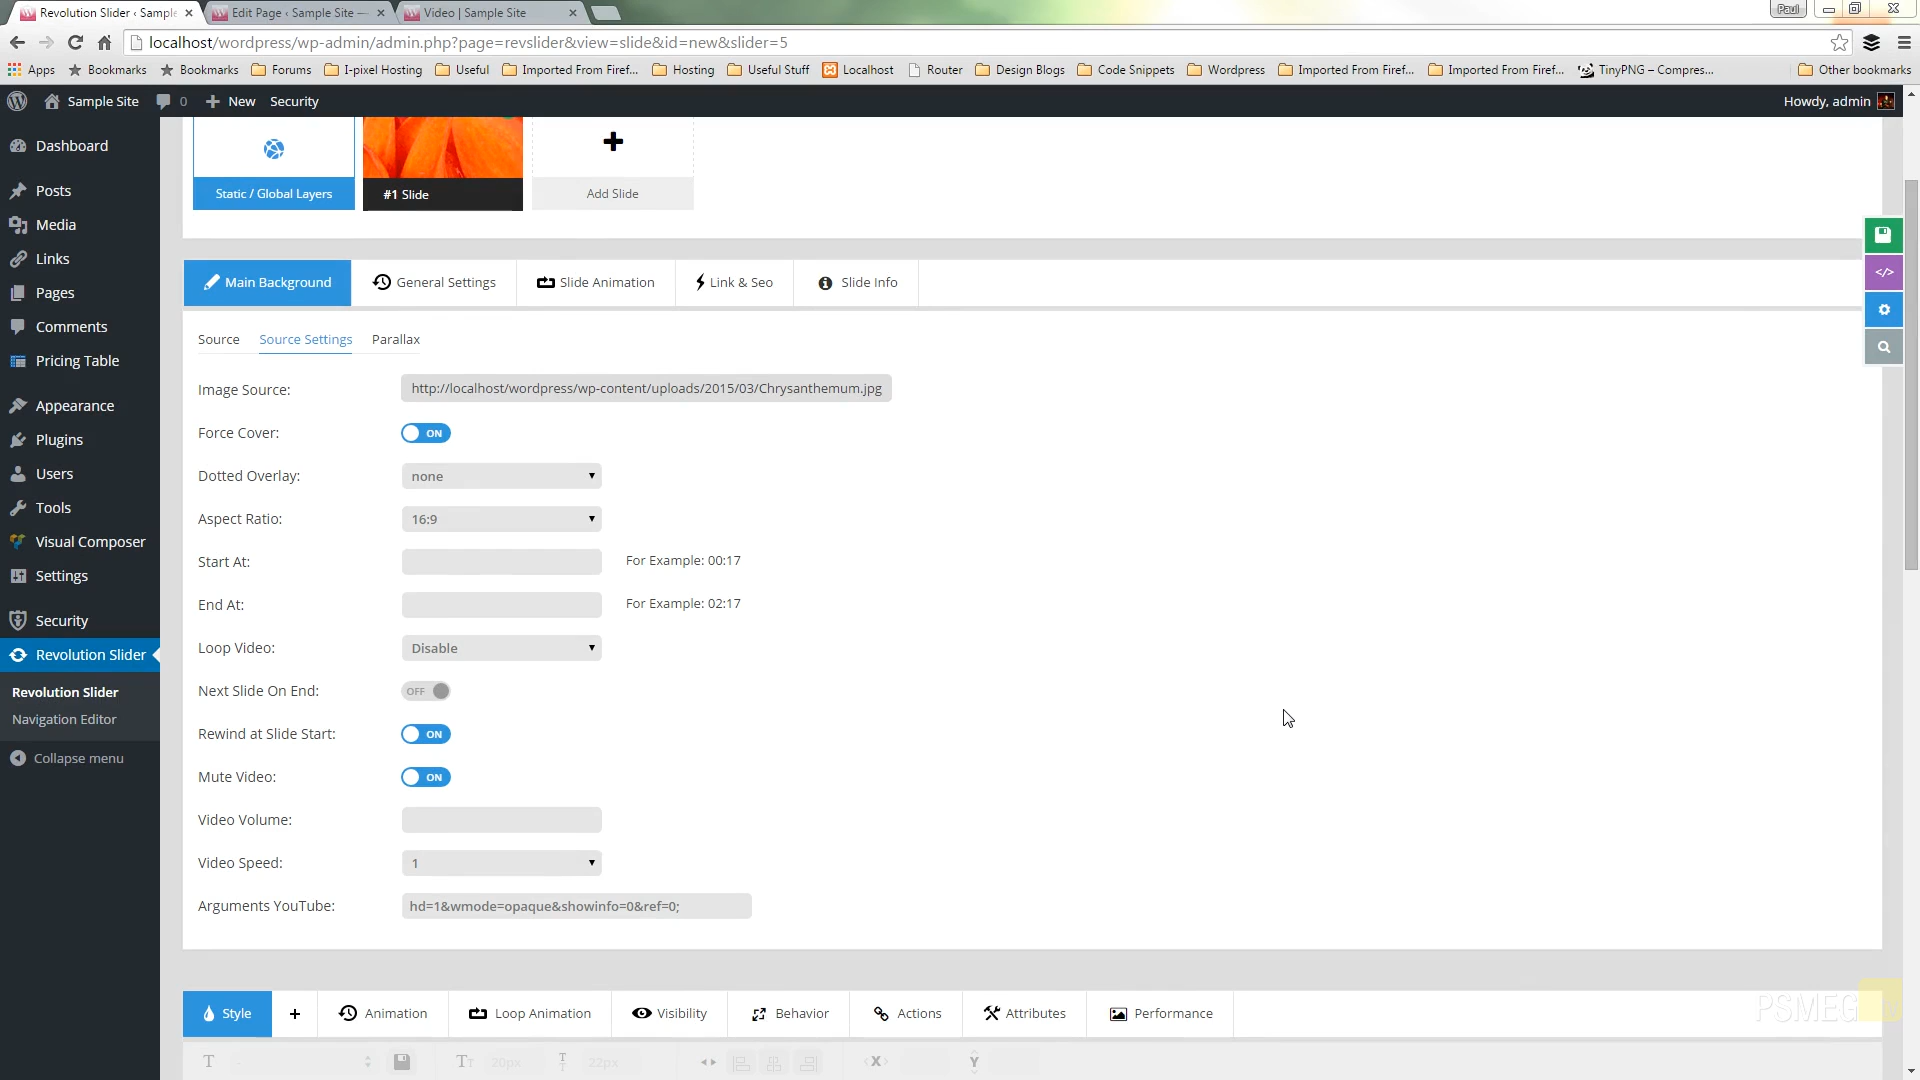 Revolution Slider ‹ Sample
Edit Page ‹ Sample Site —
Video | Sample Site
Paul
localhost/wordpress/wp-admin/admin.php?page=revslider&view=slide&id=new&slider=5
Apps Bookmarks Bookmarks Forums I-pixel Hosting Useful Imported From Firef... Hosting Useful Stuff Localhost Router Design Blogs Code Snippets Wordpress Imported From Firef... Imported From Firef... TinyPNG – Compres... Other bookmarks
Sample Site 0 New Security Howdy, admin
Dashboard
Posts
Media
Links
Pages
Comments
Pricing Table
Appearance
Plugins
Users
Tools
Visual Composer
Settings
Security
Revolution Slider
Revolution Slider
Navigation Editor
Collapse menu
Static / Global Layers #1 Slide Add Slide
Main Background General Settings Slide Animation Link & Seo Slide Info
Source Source Settings Parallax
Image Source: http://localhost/wordpress/wp-content/uploads/2015/03/Chrysanthemum.jpg
Force Cover: ON
Dotted Overlay: none
Aspect Ratio: 16:9
Start At: For Example: 00:17
End At: For Example: 02:17
Loop Video: Disable
Next Slide On End: OFF
Rewind at Slide Start: ON
Mute Video: ON
Video Volume:
Video Speed: 1
Arguments YouTube: hd=1&wmode=opaque&showinfo=0&ref=0;
Style + Animation Loop Animation Visibility Behavior Actions Attributes Performance
20px 22px X Y
PSMEG